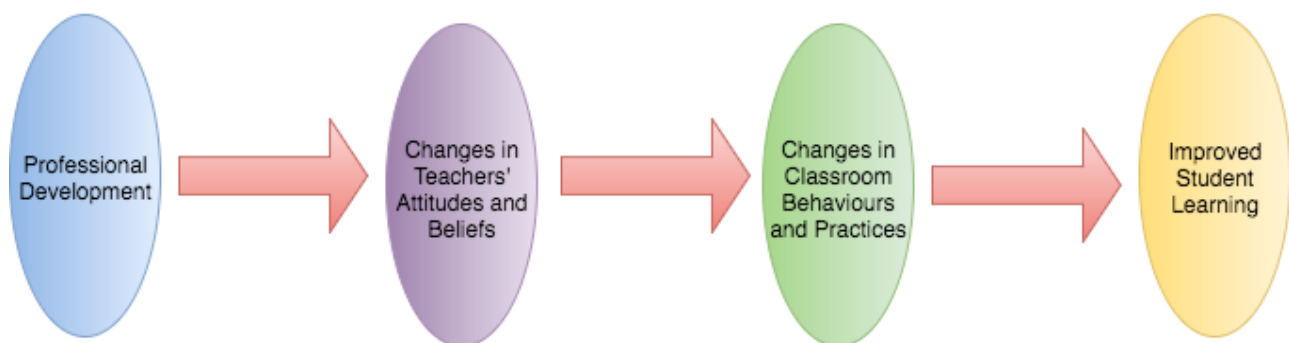 Professional
Development
Changes in
Teachers'
Attitudes and
Beliefs
Changes in
Classroom
Behaviours
and Practices
Improved
Student
Learning